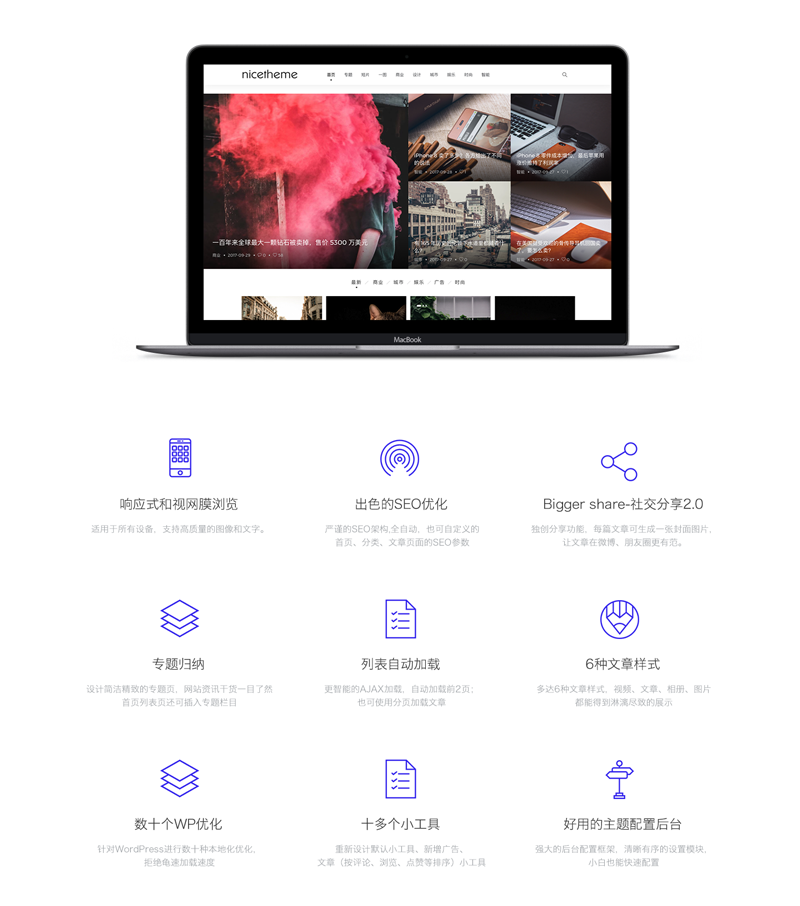 nicetheme
首页 专题 短片 一图 商业 设计 城市 娱乐 时尚 智能
一百年来全球最大一颗钻石被卖掉，售价 5300 万美元
商业 • 2017-09-29 • 0 •
智能 • 2017-09-28 •
智能 • 2017-09-27 •
2017-09-27
2017-09-27
最新 / 商业 / 城市 / 娱乐 / 广告 / 时尚
MacBook
响应式和视网膜浏览
适用于所有设备，支持高质量的图像和文字。
出色的SEO优化
严谨的SEO架构,全自动，也可自定义的
首页、分类、文章页面的SEO参数
Bigger share-社交分享2.0
独创分享功能，每篇文章可生成一张封面图片，
让文章在微博、朋友圈更有范。
专题归纳
设计简洁精致的专题页，网站资讯干货一目了然
首页列表页还可插入专题栏目
列表自动加载
更智能的AJAX加载，自动加载前2页；
也可使用分页加载文章
6种文章样式
多达6种文章样式，视频、文章、相册、图片
都能得到淋漓尽致的展示
数十个WP优化
针对WordPress进行数十种本地化优化，
拒绝龟速加载速度
十多个小工具
重新设计默认小工具、新增广告、
文章（按评论、浏览、点赞等排序）小工具
好用的主题配置后台
强大的后台配置框架，清晰有序的设置模块，
小白也能快速配置